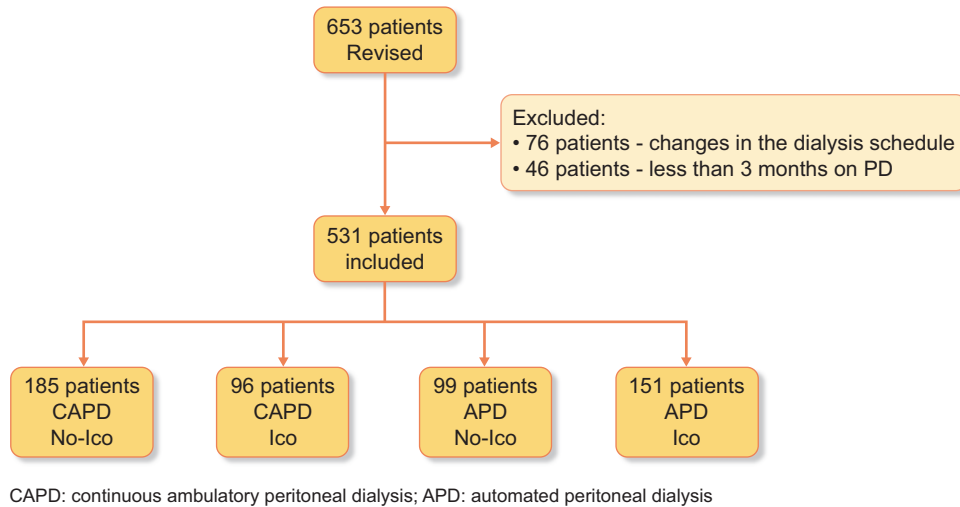 653 patients
Revised
Excluded:
• 76 patients - changes in the dialysis schedule
• 46 patients - less than 3 months on PD
531 patients
included
185 patients
CAPD
No-Ico
96 patients
CAPD
Ico
99 patients
APD
No-Ico
151 patients
APD
Ico
CAPD: continuous ambulatory peritoneal dialysis; APD: automated peritoneal dialysis